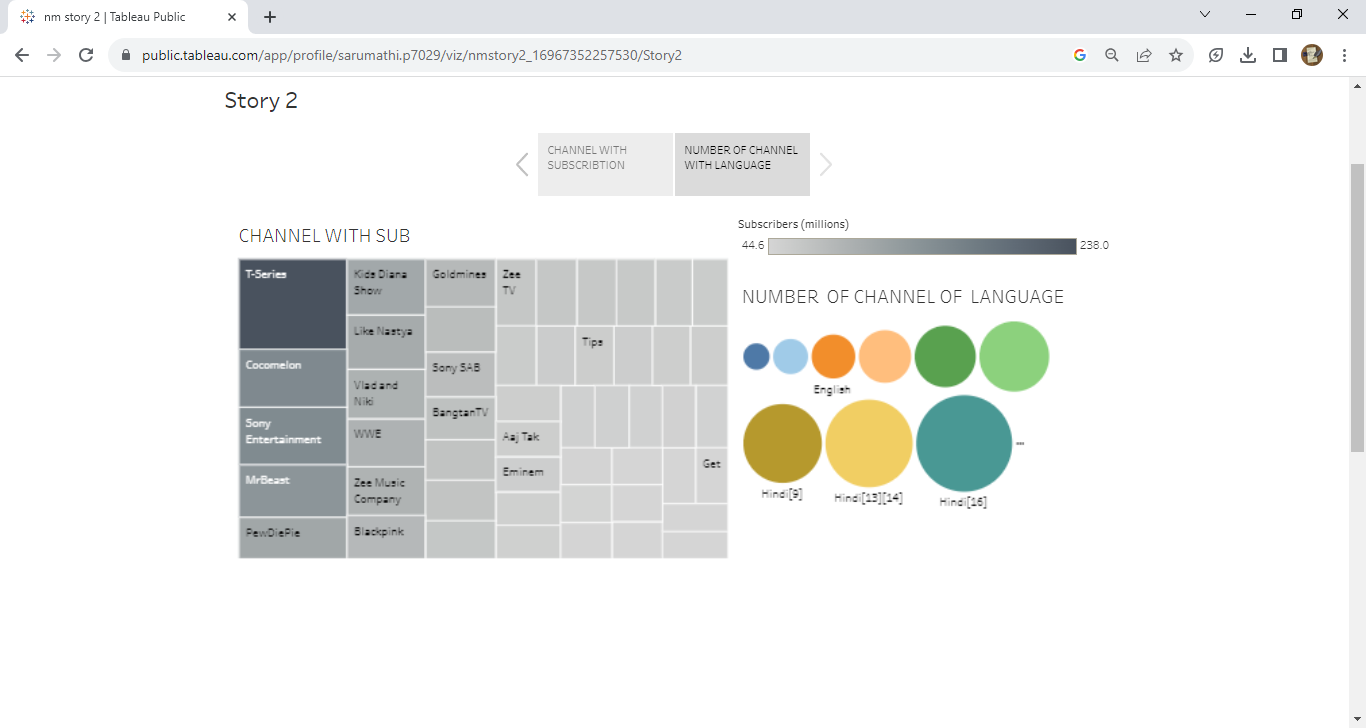 nm story 2 | Tableau Public
public.tableau.com/app/profile/sarumathi.p7029/viz/nmstory2_16967352257530/Story2
Story 2
CHANNEL WITH
SUBSCRIBTION
NUMBER OF CHANNEL
WITH LANGUAGE
CHANNEL WITH SUB
T-Series
Cocomelon
Sony
Entertainment
MrBeast
PewDiePie
Kids Diana
Show
Like Nastya
Vlad and
Niki
WWE
Zee Music
Company
Blackpink
Goldmines
Sony SAB
BangtanTV
Zee
TV
Tips
Aaj Tak
Eminem
Get
Subscribers (millions)
44.6
238.0
NUMBER OF CHANNEL OF LANGUAGE
English
Hindi[9]
Hindi[13][14]
Hindi[16]